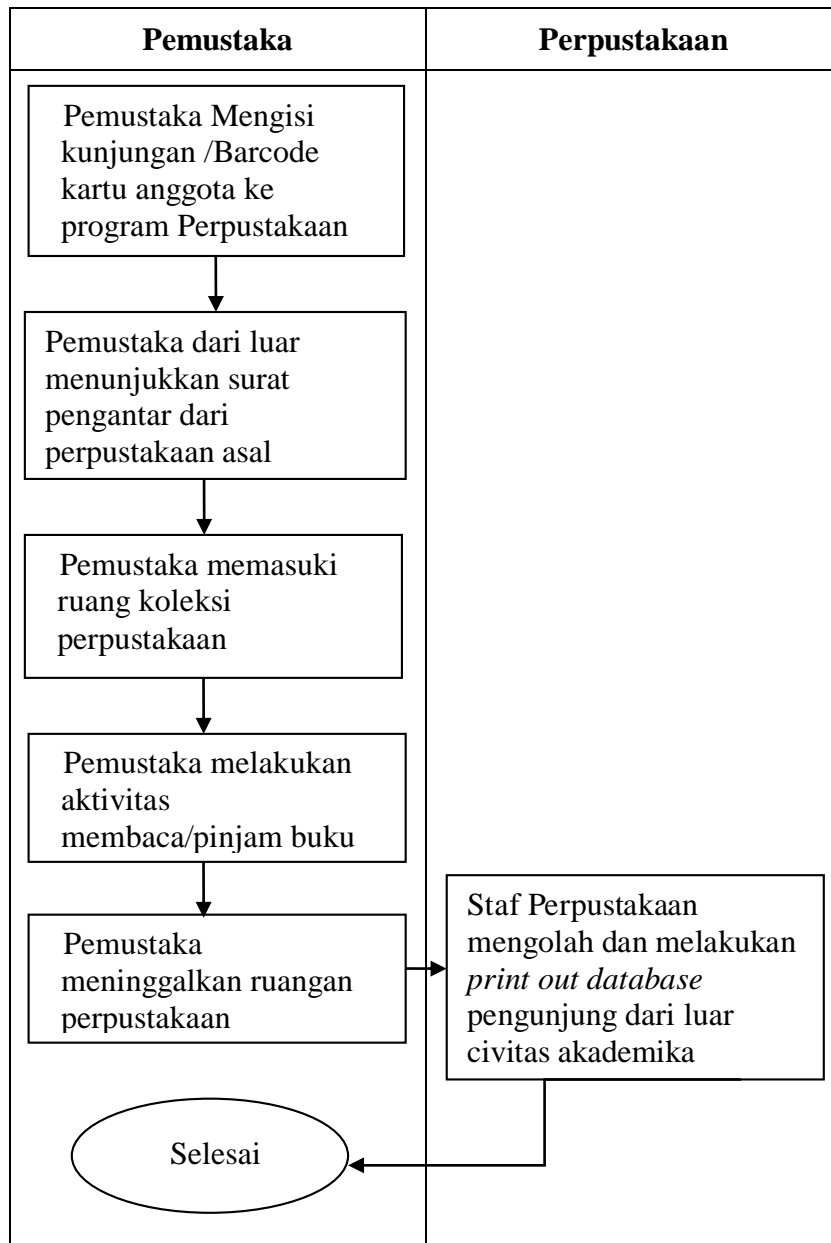 Pemustaka
Perpustakaan
Pemustaka Mengisi
kunjungan /Barcode
kartu anggota ke
program Perpustakaan
Pemustaka dari luar
menunjukkan surat
pengantar dari
perpustakaan asal
Pemustaka memasuki
ruang koleksi
perpustakaan
Pemustaka melakukan
aktivitas
membaca/pinjam buku
Pemustaka
meninggalkan ruangan
perpustakaan
Staf Perpustakaan
mengolah dan melakukan
print out database
pengunjung dari luar
civitas akademika
Selesai